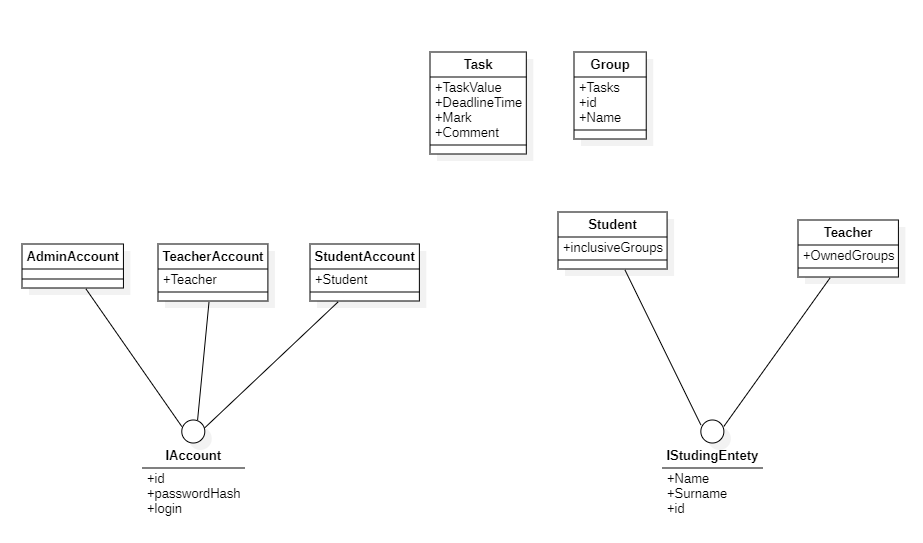 Task
+TaskValue
+DeadlineTime
+Mark
+Comment
Group
+Tasks
+id
+Name
AdminAccount
TeacherAccount
+Teacher
StudentAccount
+Student
Student
+inclusiveGroups
Teacher
+OwnedGroups
IAccount
+id
+passwordHash
+login
IStudingEntety
+Name
+Surname
+id